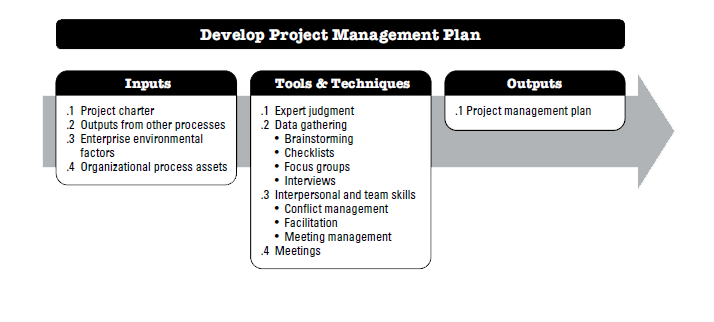 Develop Project Management Plan
Inputs
.1 Project charter
.2 Outputs from other processes
.3 Enterprise environmental
factors
.4 Organizational process assets
Tools & Techniques
.1 Expert judgment
.2 Data gathering
• Brainstorming
• Checklists
• Focus groups
• Interviews
.3 Interpersonal and team skills
• Conflict management
• Facilitation
• Meeting management
.4 Meetings
Outputs
.1 Project management plan